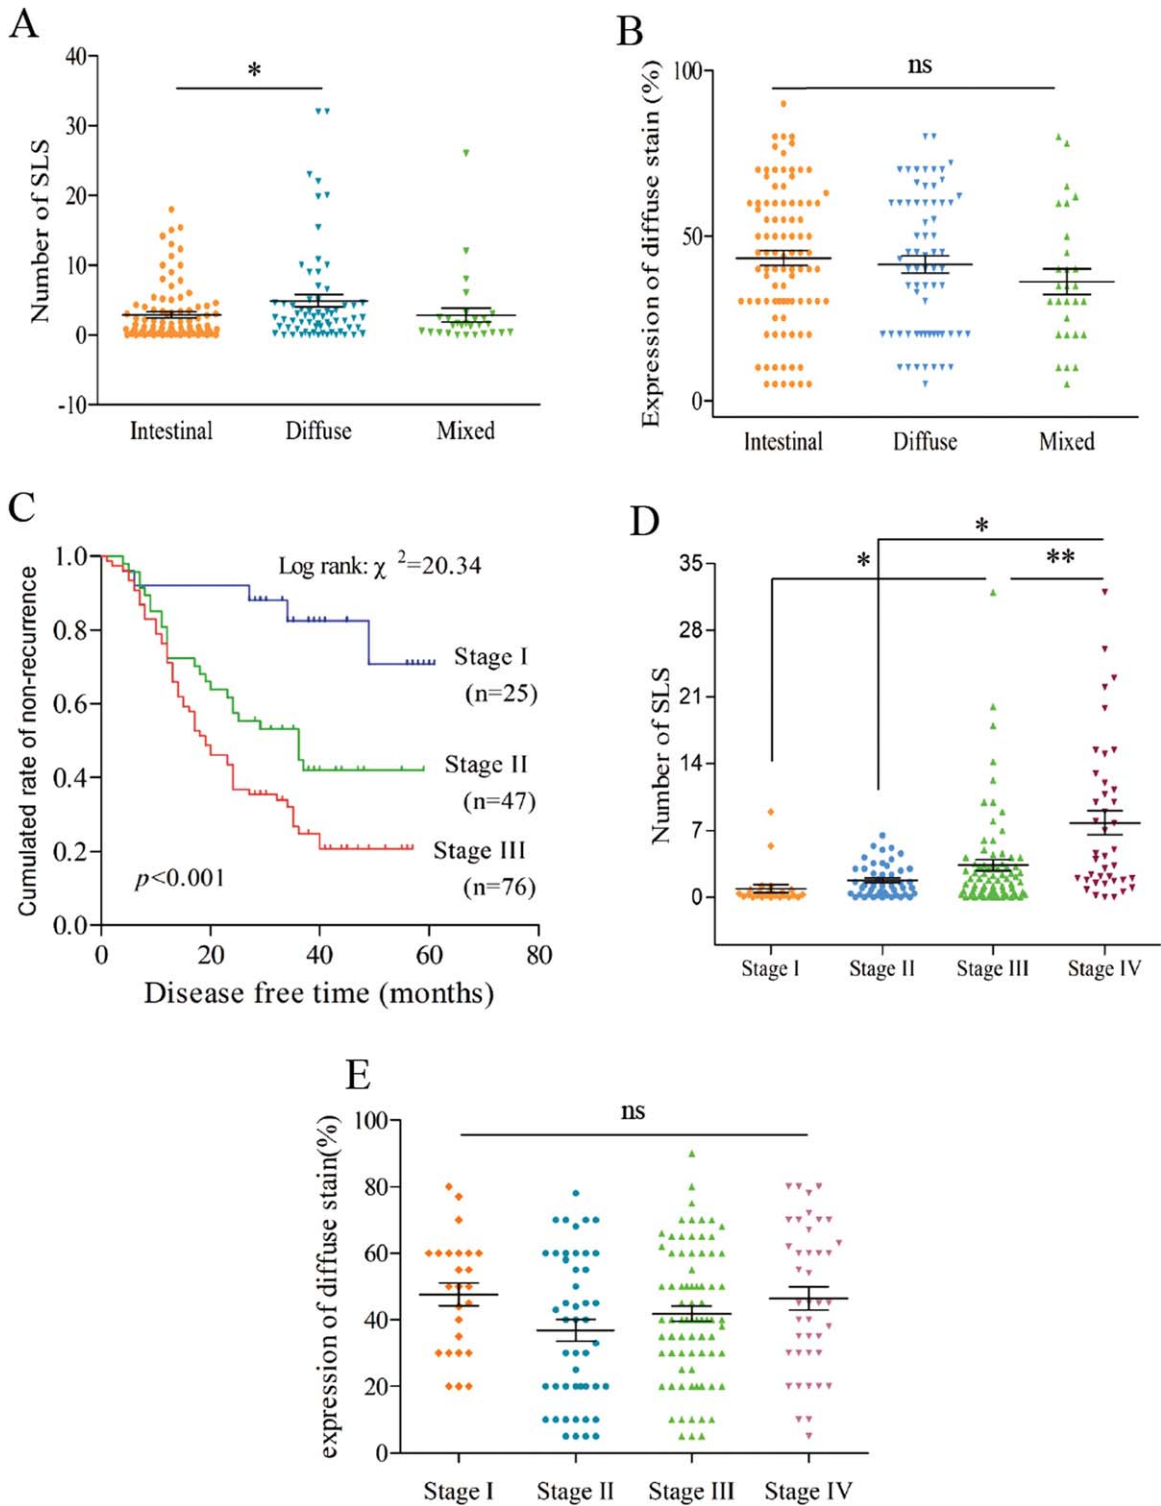 A
Number of SLS
40
30
20
10
0
-10
*
Intestinal
Diffuse
Mixed
B
Expression of diffuse stain (%)
100
50
0
ns
Intestinal
Diffuse
Mixed
C
Cumulated rate of non-recurrence
1.0
0.8
0.6
0.4
0.2
0.0
Log rank: χ ²=20.34
Stage I
(n=25)
Stage II
(n=47)
Stage III
(n=76)
p<0.001
0
20
40
60
80
Disease free time (months)
D
Number of SLS
35
28
21
14
7
0
*
*
**
Stage I
Stage II
Stage III
Stage IV
E
expression of diffuse stain(%)
100
80
60
40
20
0
ns
Stage I
Stage II
Stage III
Stage IV